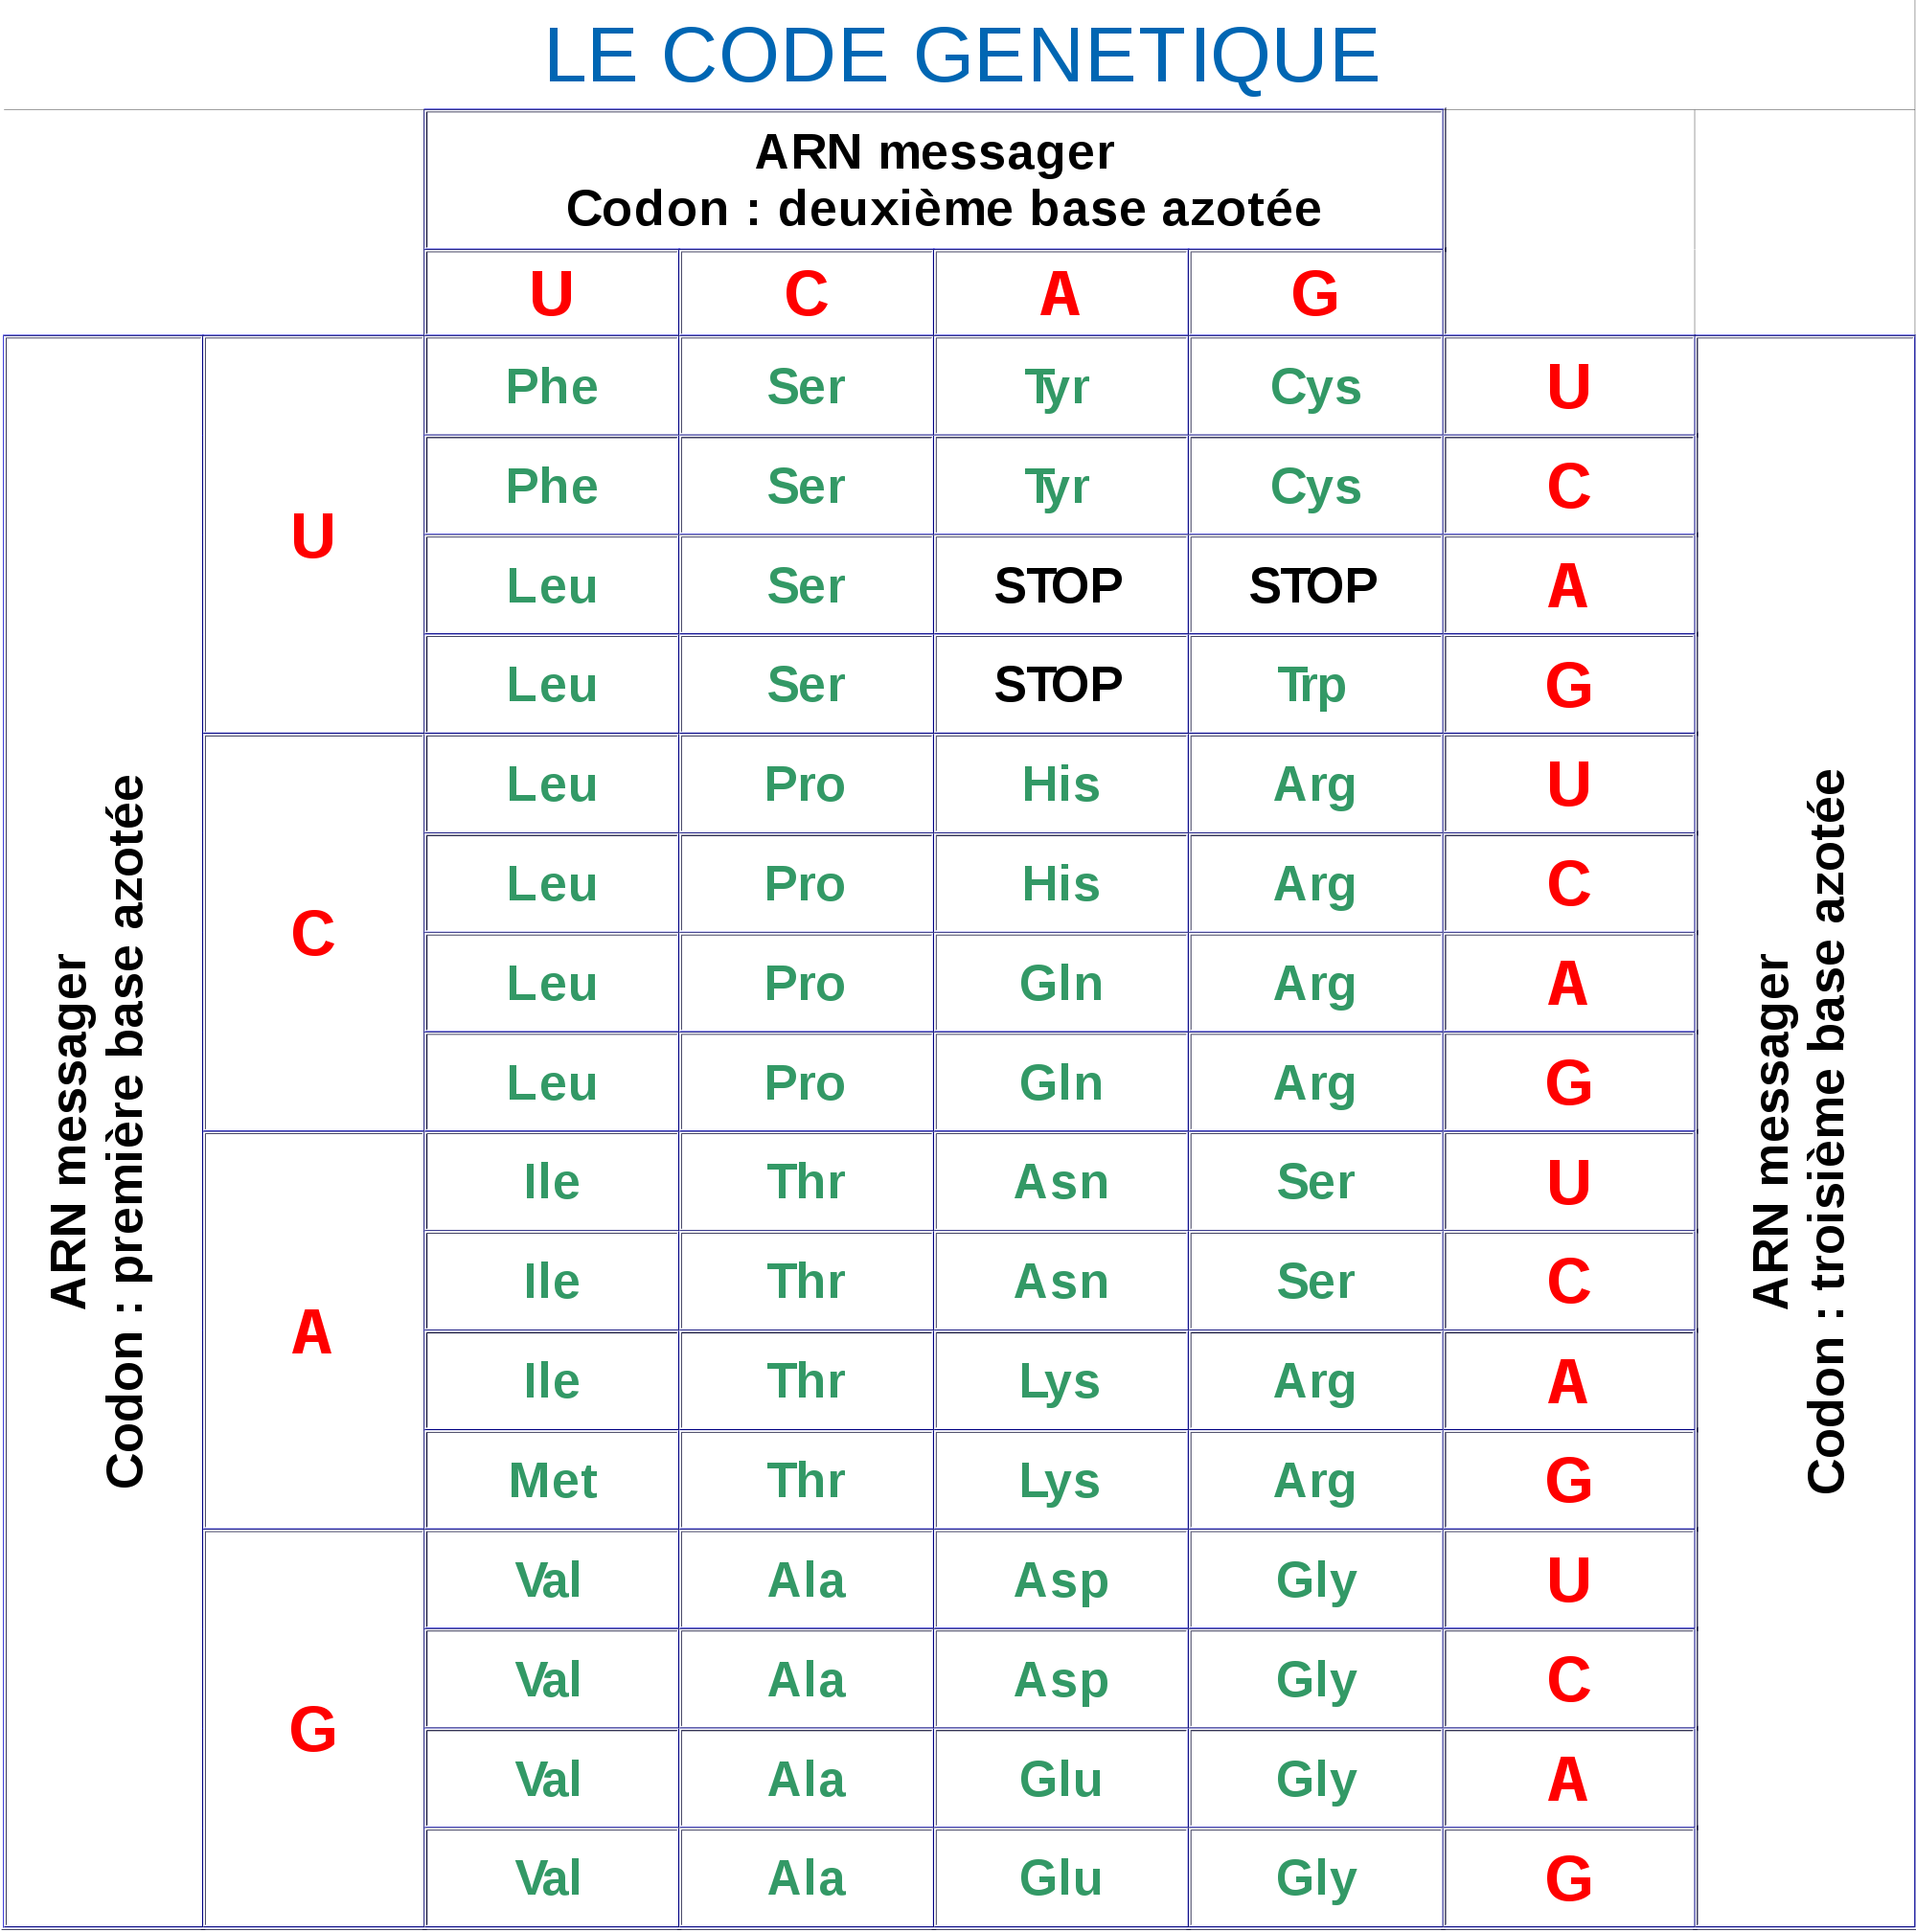 LE CODE GENETIQUE
ARN messager
Codon : deuxième base azotée
U C A G
ARN messager
Codon : première base azotée
U
Phe Ser Tyr Cys U
Phe Ser Tyr Cys C
Leu Ser STOP STOP A
Leu Ser STOP Trp G
C
Leu Pro His Arg U
Leu Pro His Arg C
Leu Pro Gln Arg A
Leu Pro Gln Arg G
A
Ile Thr Asn Ser U
Ile Thr Asn Ser C
Ile Thr Lys Arg A
Met Thr Lys Arg G
G
Val Ala Asp Gly U
Val Ala Asp Gly C
Val Ala Glu Gly A
Val Ala Glu Gly G
ARN messager
Codon : troisième base azotée